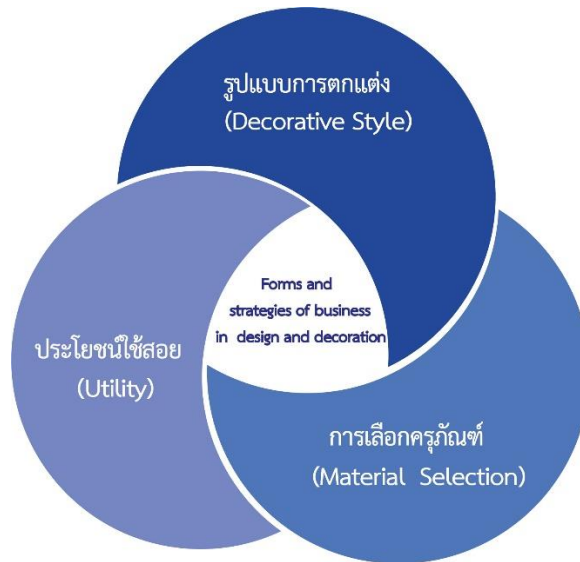 รูปแบบการตกแต่ง
(Decorative Style)
Forms and
strategies of business
in design and decoration
ประโยชน์ใช้สอย
(Utility)
การเลือกครุภัณฑ์
(Material Selection)